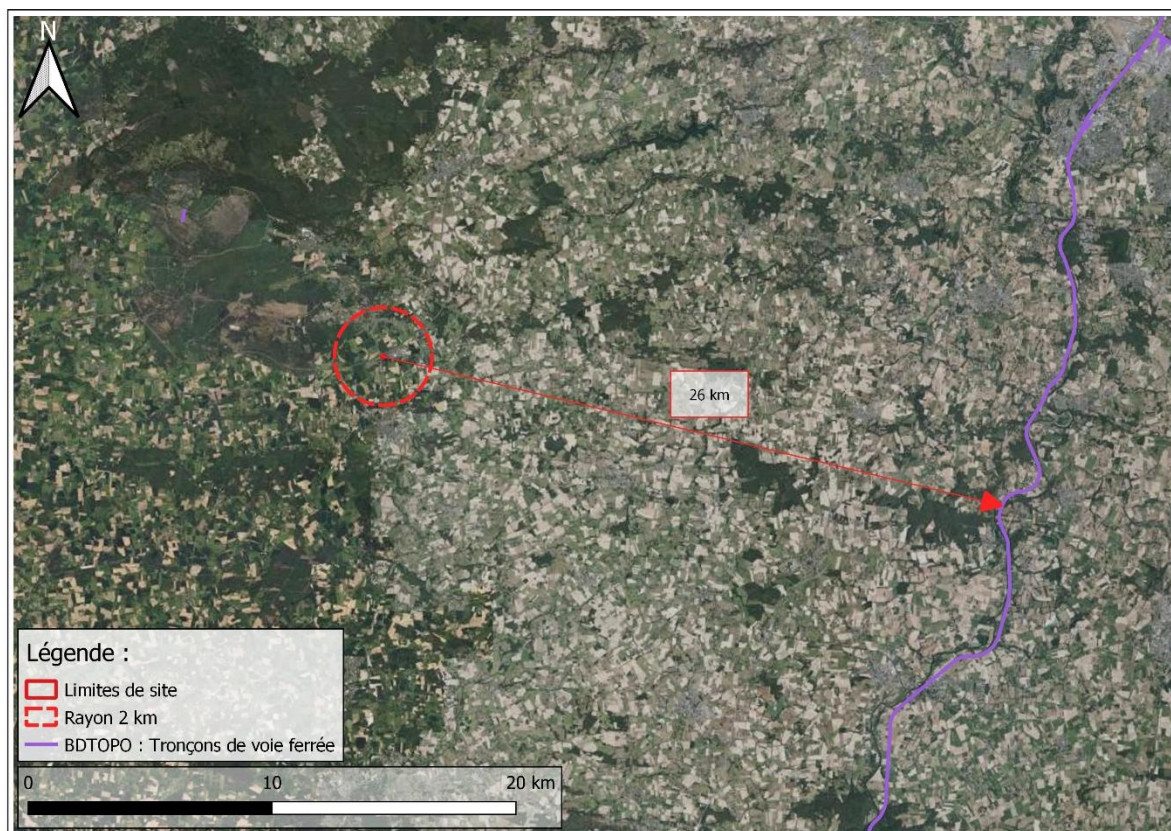 N
26 km
Légende :
Limites de site
Rayon 2 km
BDTOPO : Tronçons de voie ferrée
0 10 20 km